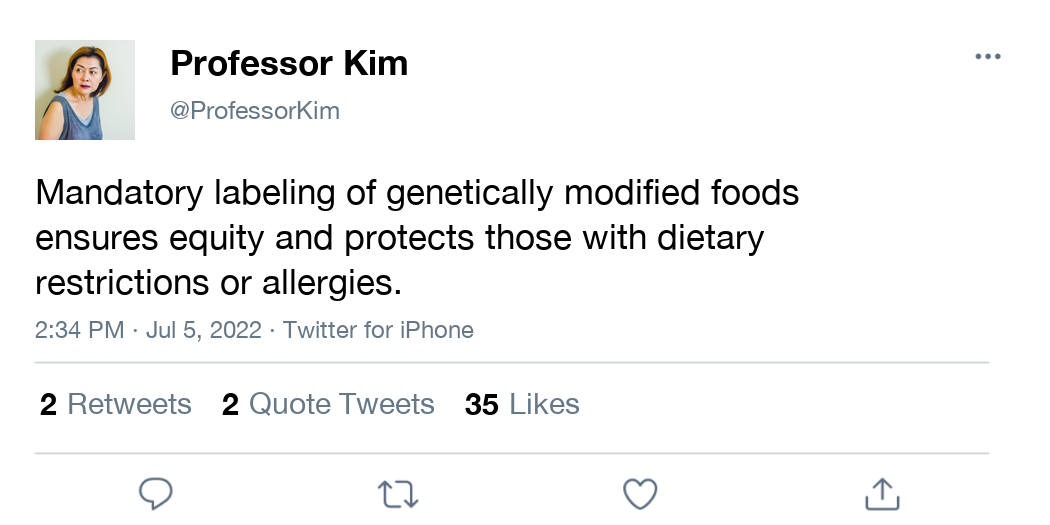 Professor Kim
@ProfessorKim
Mandatory labeling of genetically modified foods
ensures equity and protects those with dietary
restrictions or allergies.
2:34 PM · Jul 5, 2022 · Twitter for iPhone
2 Retweets 2 Quote Tweets 35 Likes